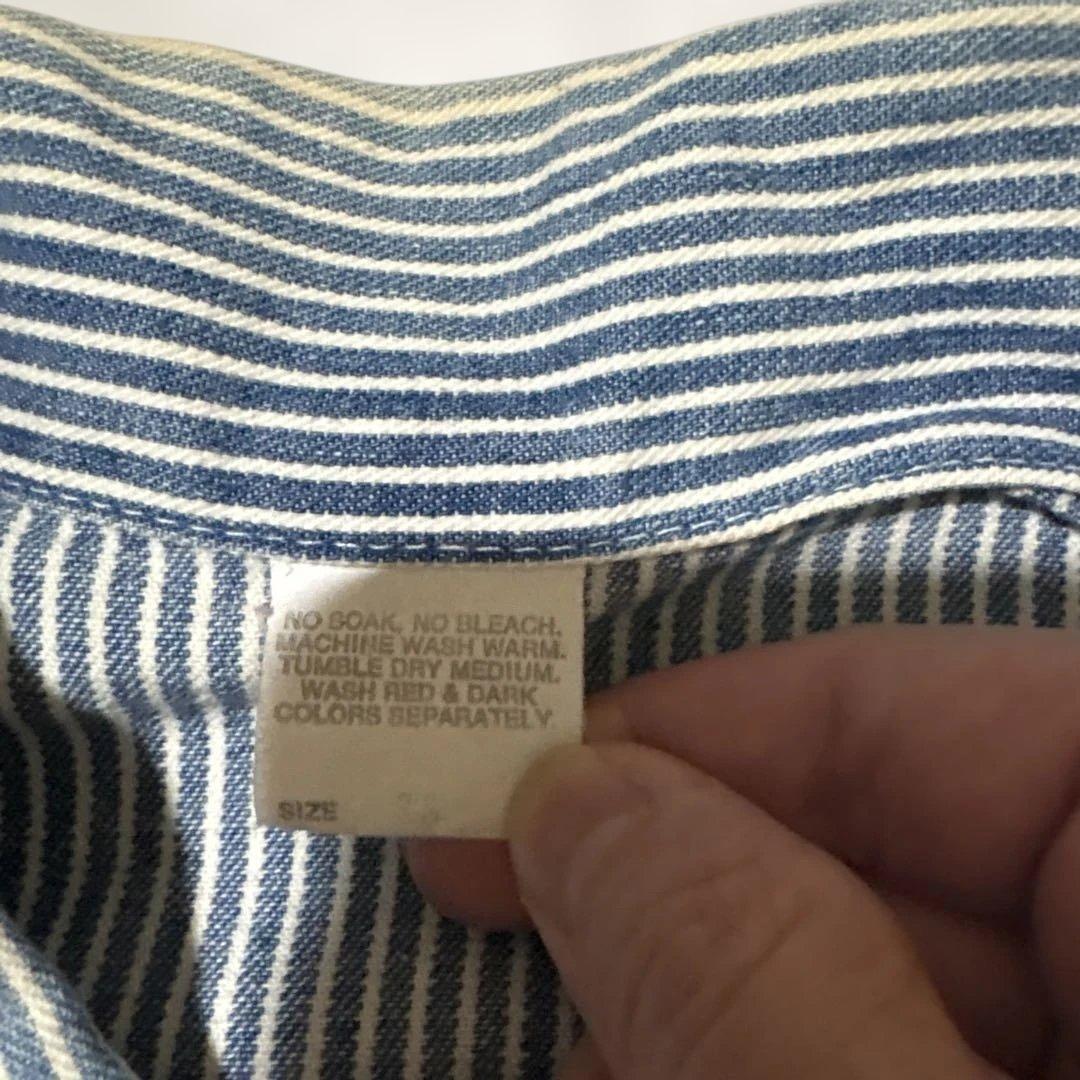 NO SOAK, NO BLEACH.
MACHINE WASH WARM.
TUMBLE DRY MEDIUM.
WASH RED & DARK
COLORS SEPARATELY.
SIZE